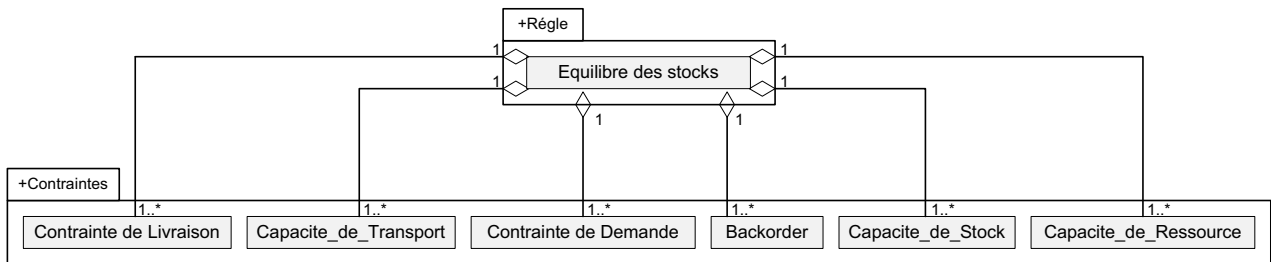 +Régle
1
1
Equilibre des stocks
1
1
1
1
+Contraintes
1..*
1..*
1..*
1..*
1..*
1..*
Contrainte de Livraison
Capacite_de_Transport
Contrainte de Demande
Backorder
Capacite_de_Stock
Capacite_de_Ressource